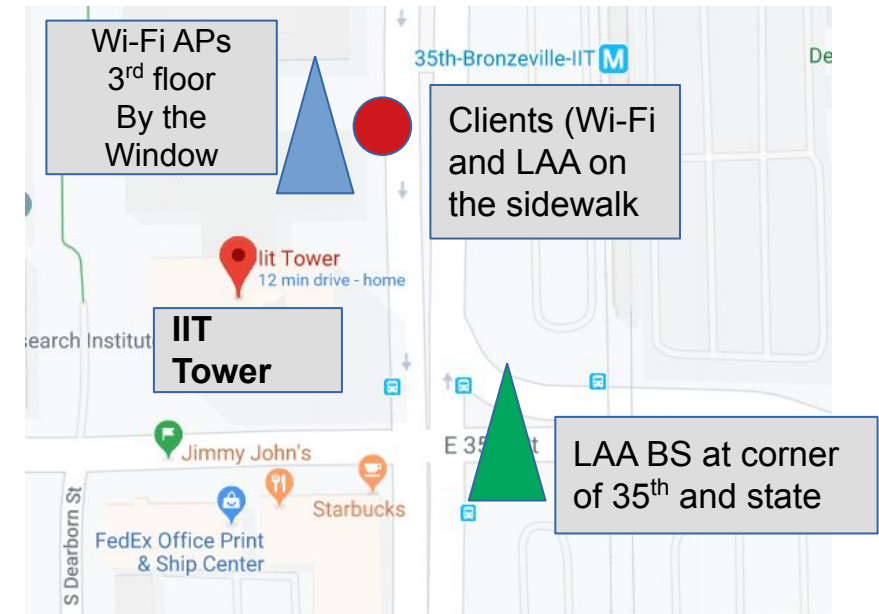 Wi-Fi APs
3rd floor
By the
Window
35th-Bronzeville-IIT M
De
Clients (Wi-Fi
and LAA on
the sidewalk
Iit Tower
12 min drive - home
IIT
Tower
search Institut
Jimmy John's
E 35 t
LAA BS at corner
of 35th and state
Starbucks
FedEx Office Print
& Ship Center
S Dearborn St